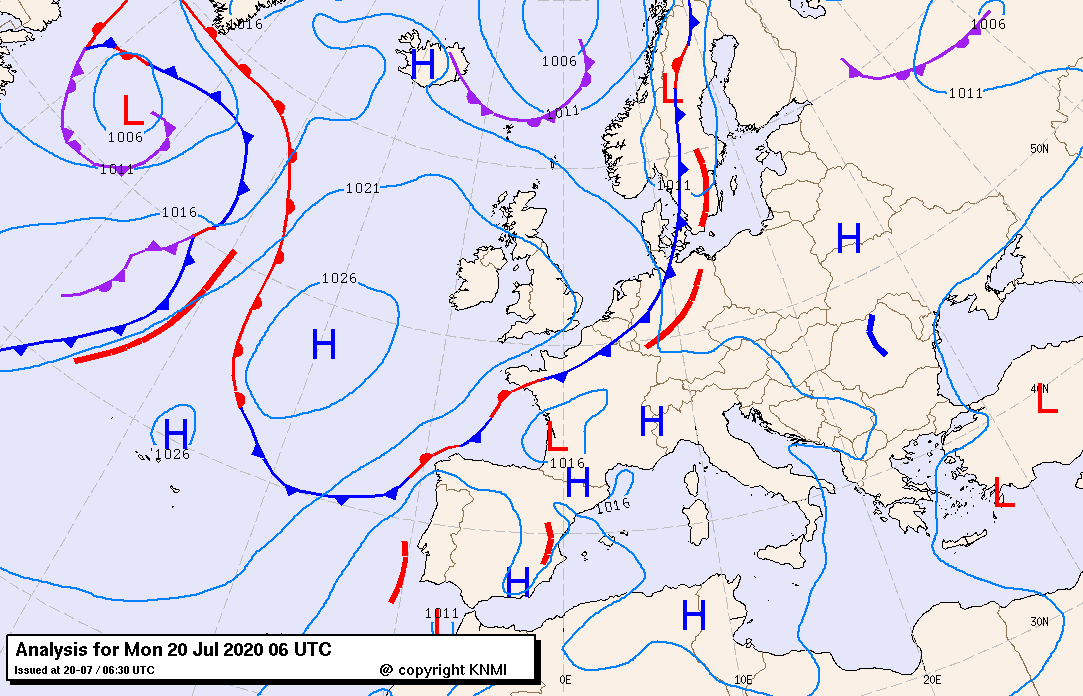 1016
1006
H
1006
L
1011
1006
L
1011
1006
1011
50N
1021
1011
1016
H
1026
H
40N
L
H
H
1026
L
1016
H
1016
L
H
1011
L
H
30N
0E
10E
20E
Analysis for Mon 20 Jul 2020 06 UTC
Issued at 20-07 / 06:30 UTC
@ copyright KNMI